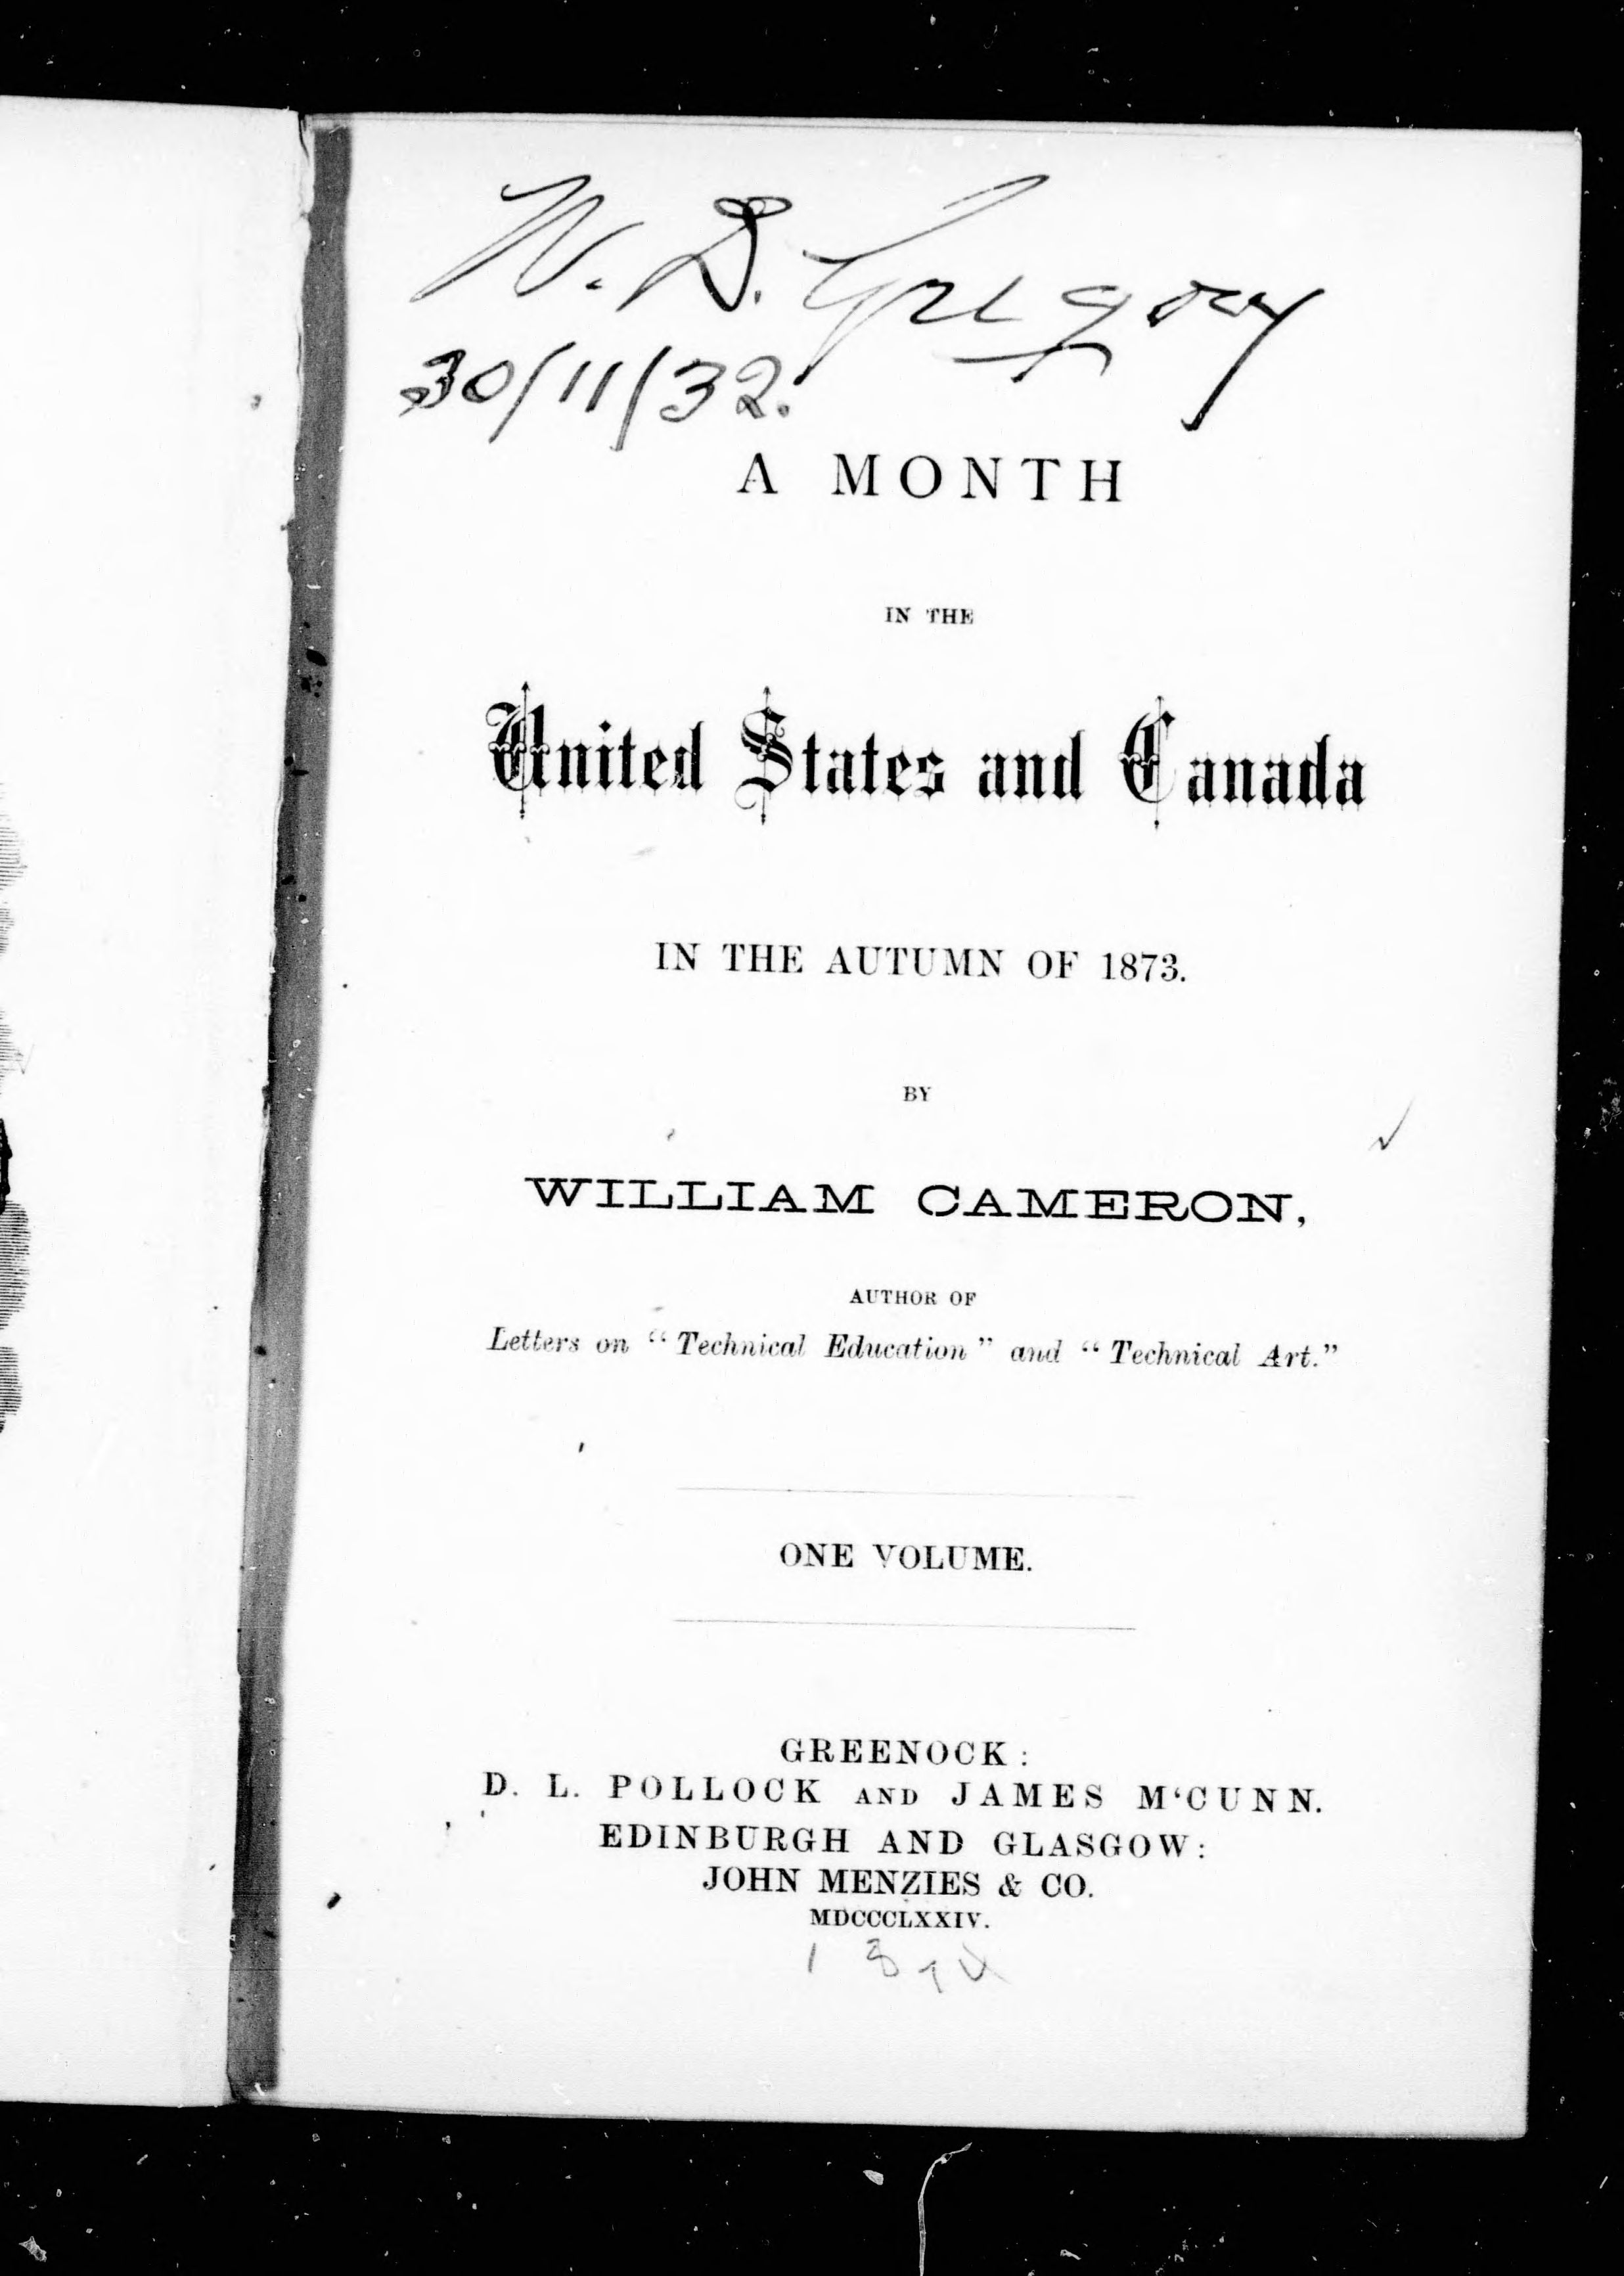 W. D. Gregory
30/11/32.
A MONTH
IN THE
United States and Canada
IN THE AUTUMN OF 1873.
BY
WILLIAM CAMERON,
AUTHOR OF
Letters on “Technical Education” and “Technical Art.”
ONE VOLUME.
GREENOCK:
D. L. POLLOCK AND JAMES M‘CUNN.
EDINBURGH AND GLASGOW:
JOHN MENZIES & CO.
MDCCCLXXIV.
1874